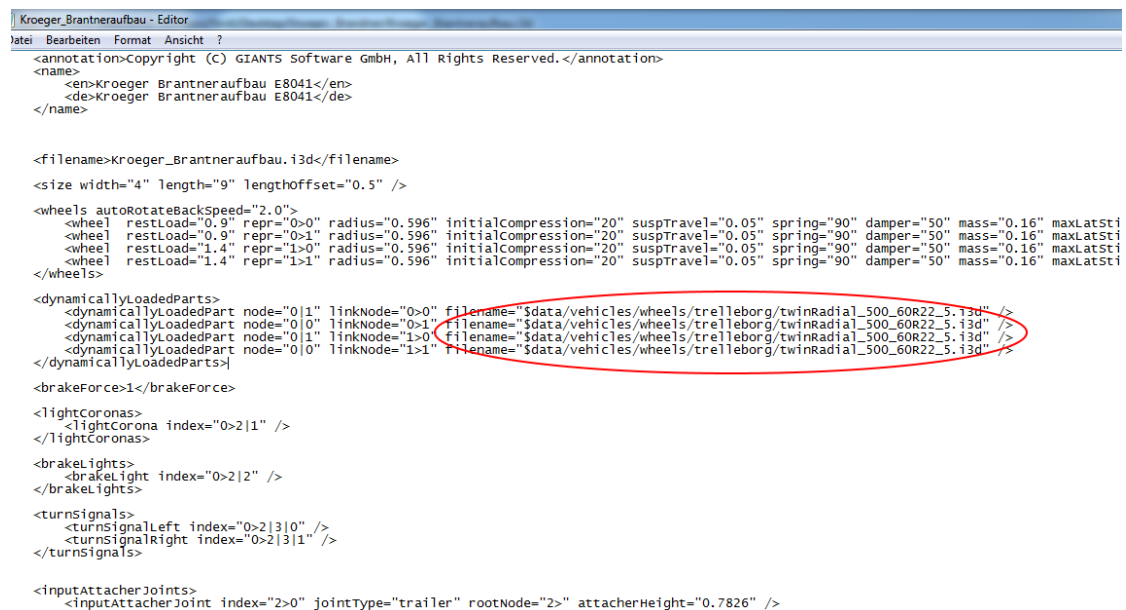 Kroeger_Brantneraufbau - Editor
Datei Bearbeiten Format Ansicht ?
<annotation>Copyright (C) GIANTS Software GmbH, All Rights Reserved.</annotation>
<name>
<en>Kroeger Brantneraufbau E8041</en>
<de>Kroeger Brantneraufbau E8041</de>
</name>
<filename>Kroeger_Brantneraufbau.i3d</filename>
<size width="4" length="9" lengthOffset="0.5" />
<wheels autoRotateBackSpeed="2.0">
<wheel restLoad="0.9" repr="0>0" radius="0.596" initialCompression="20" suspTravel="0.05" spring="90" damper="50" mass="0.16" maxLatSti
<wheel restLoad="0.9" repr="0>1" radius="0.596" initialCompression="20" suspTravel="0.05" spring="90" damper="50" mass="0.16" maxLatSti
<wheel restLoad="1.4" repr="1>0" radius="0.596" initialCompression="20" suspTravel="0.05" spring="90" damper="50" mass="0.16" maxLatSti
<wheel restLoad="1.4" repr="1>1" radius="0.596" initialCompression="20" suspTravel="0.05" spring="90" damper="50" mass="0.16" maxLatSti
</wheels>
<dynamicallyLoadedParts>
<dynamicallyLoadedPart node="0|1" linkNode="0>0" filename="$data/vehicles/wheels/trelleborg/twinRadial_500_60R22_5.i3d" />
<dynamicallyLoadedPart node="0|0" linkNode="0>1" filename="$data/vehicles/wheels/trelleborg/twinRadial_500_60R22_5.i3d" />
<dynamicallyLoadedPart node="0|1" linkNode="1>0" filename="$data/vehicles/wheels/trelleborg/twinRadial_500_60R22_5.i3d" />
<dynamicallyLoadedPart node="0|0" linkNode="1>1" filename="$data/vehicles/wheels/trelleborg/twinRadial_500_60R22_5.i3d" />
</dynamicallyLoadedParts>
<brakeForce>1</brakeForce>
<lightCoronas>
<lightCorona index="0>2|1" />
</lightCoronas>
<brakeLights>
<brakeLight index="0>2|2" />
</brakeLights>
<turnSignals>
<turnSignalLeft index="0>2|3|0" />
<turnSignalRight index="0>2|3|1" />
</turnSignals>
<inputAttacherJoints>
<inputAttacherJoint index="2>0" jointType="trailer" rootNode="2>" attacherHeight="0.7826" />